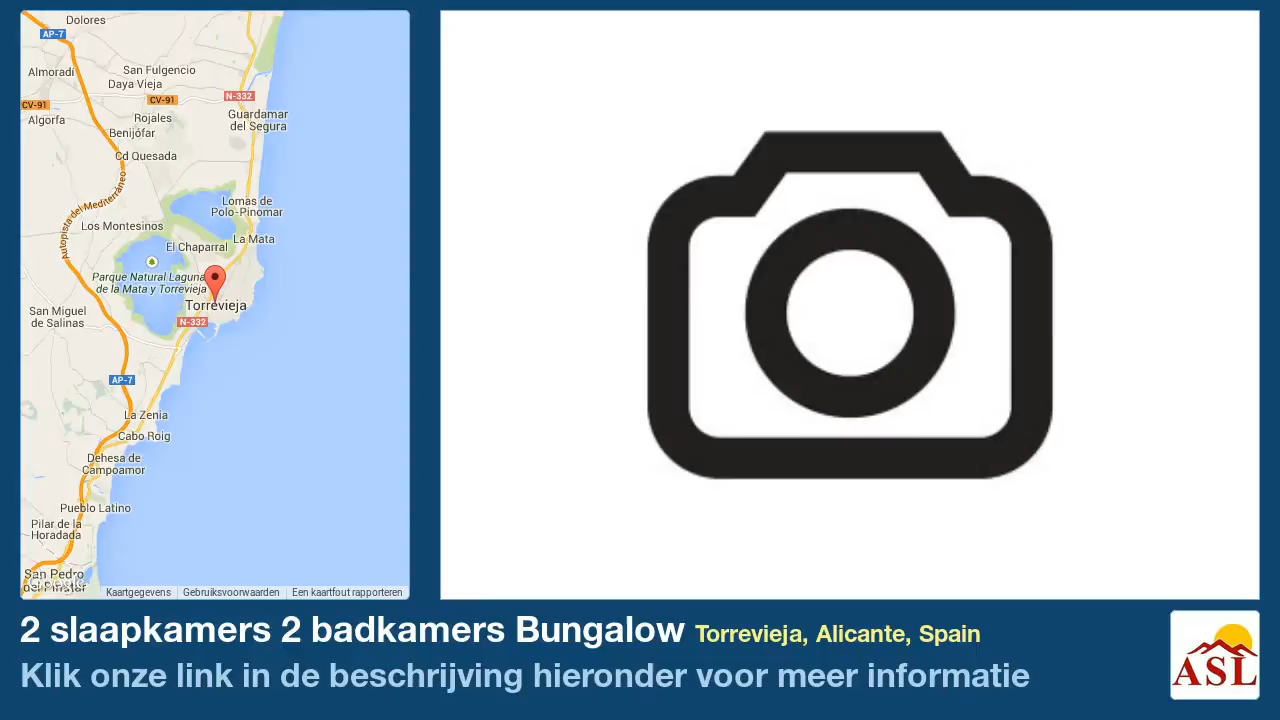 Dolores
AP-7
Almoradí
San Fulgencio
Daya Vieja
CV-91
CV-91
N-332
Algorfa
Rojales
Guardamar
del Segura
Benijófar
Cd Quesada
Autopista del Mediterráneo
Lomas de
Polo-Pinomar
Los Montesinos
La Mata
El Chaparral
Parque Natural Laguna
de la Mata y Torrevieja
Torrevieja
San Miguel
de Salinas
N-332
AP-7
La Zenia
Cabo Roig
Dehesa de
Campoamor
Pueblo Latino
Pilar de la
Horadada
San Pedro
del Pinatar
Google
Kaartgegevens
Gebruiksvoorwaarden
Een kaartfout rapporteren
2 slaapkamers 2 badkamers Bungalow Torrevieja, Alicante, Spain
Klik onze link in de beschrijving hieronder voor meer informatie
ASL